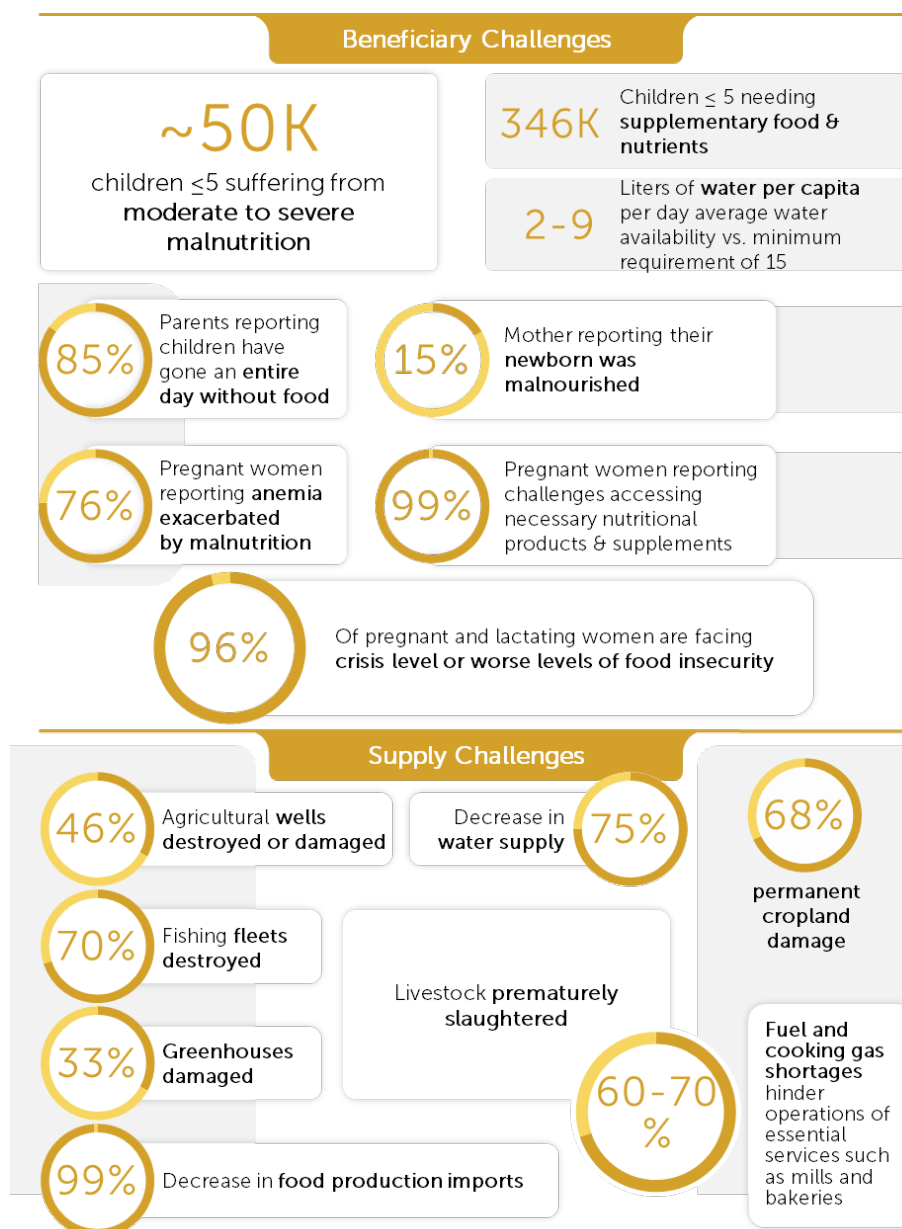 Beneficiary Challenges
~50K
children ≤5 suffering from
moderate to severe
malnutrition
346K
Children ≤ 5 needing
supplementary food &
nutrients
2-9
Liters of water per capita
per day average water
availability vs. minimum
requirement of 15
85%
Parents reporting
children have
gone an entire
day without food
15%
Mother reporting their
newborn was
malnourished
76%
Pregnant women
reporting anemia
exacerbated
by malnutrition
99%
Pregnant women reporting
challenges accessing
necessary nutritional
products & supplements
96%
Of pregnant and lactating women are facing
crisis level or worse levels of food insecurity
Supply Challenges
46%
Agricultural wells
destroyed or damaged
Decrease in
water supply
75%
68%
permanent
cropland
damage
70%
Fishing fleets
destroyed
Livestock prematurely
slaughtered
60-70
%
33%
Greenhouses
damaged
Fuel and
cooking gas
shortages
hinder
operations of
essential
services such
as mills and
bakeries
99%
Decrease in food production imports